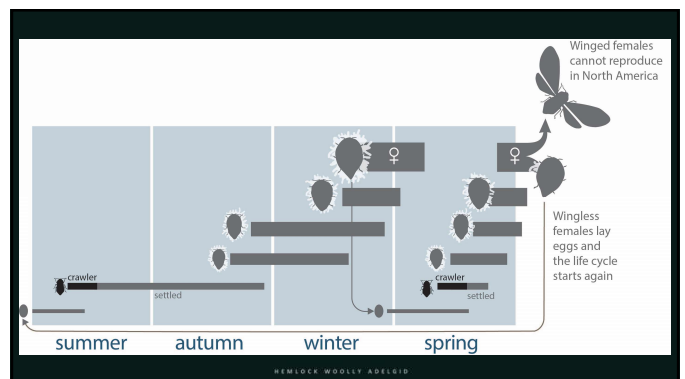 Winged females
cannot reproduce
in North America
♀
♀
Wingless
females lay
eggs and
the life cycle
starts again
crawler
settled
crawler
settled
summer
autumn
winter
spring
HEMLOCK WOOLLY ADELGID